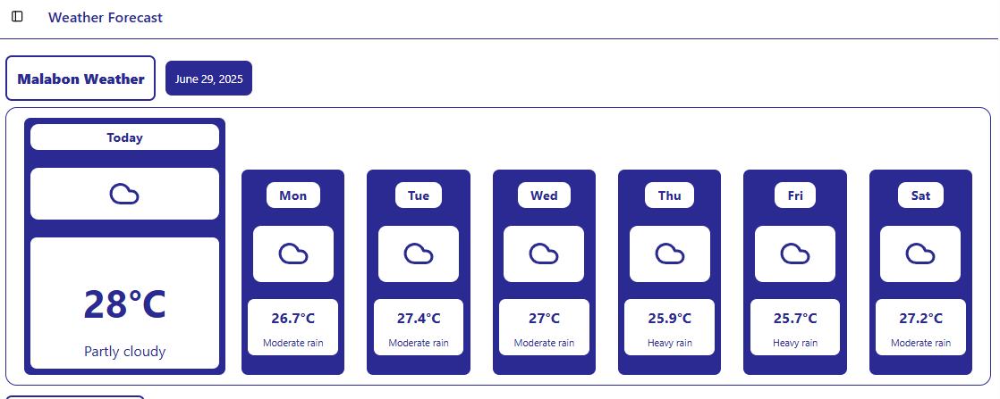 Weather Forecast
Malabon Weather
June 29, 2025
Today
28°C
Partly cloudy
Mon
26.7°C
Moderate rain
Tue
27.4°C
Moderate rain
Wed
27°C
Moderate rain
Thu
25.9°C
Heavy rain
Fri
25.7°C
Heavy rain
Sat
27.2°C
Moderate rain